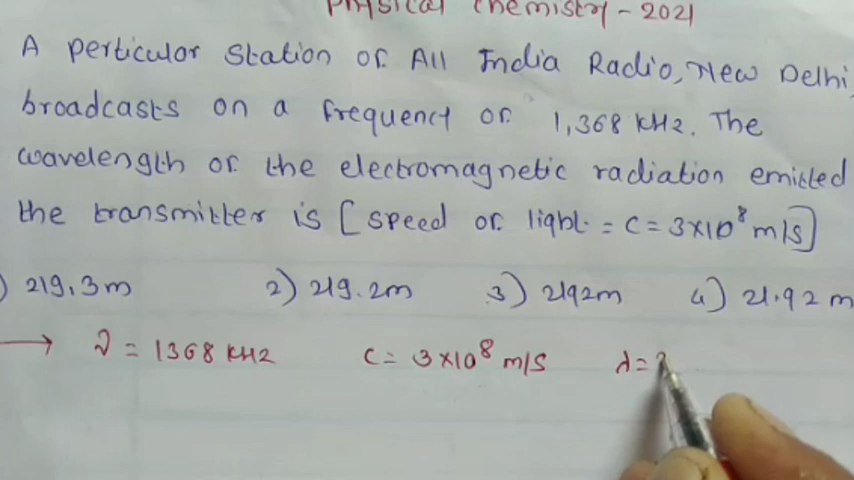 Physical Chemistry - 2021
A perticular Station of All India Radio, New Delhi,
broadcasts on a frequency of 1,368 kHz. The
wavelength of the electromagnetic radiation emitted
the transmitter is [speed of light = c = 3×10⁸ m/s]
) 219.3m 2) 219.2m 3) 2192m 4) 21.92 m
→ ν = 1368 kHz c = 3×10⁸ m/s λ = ?